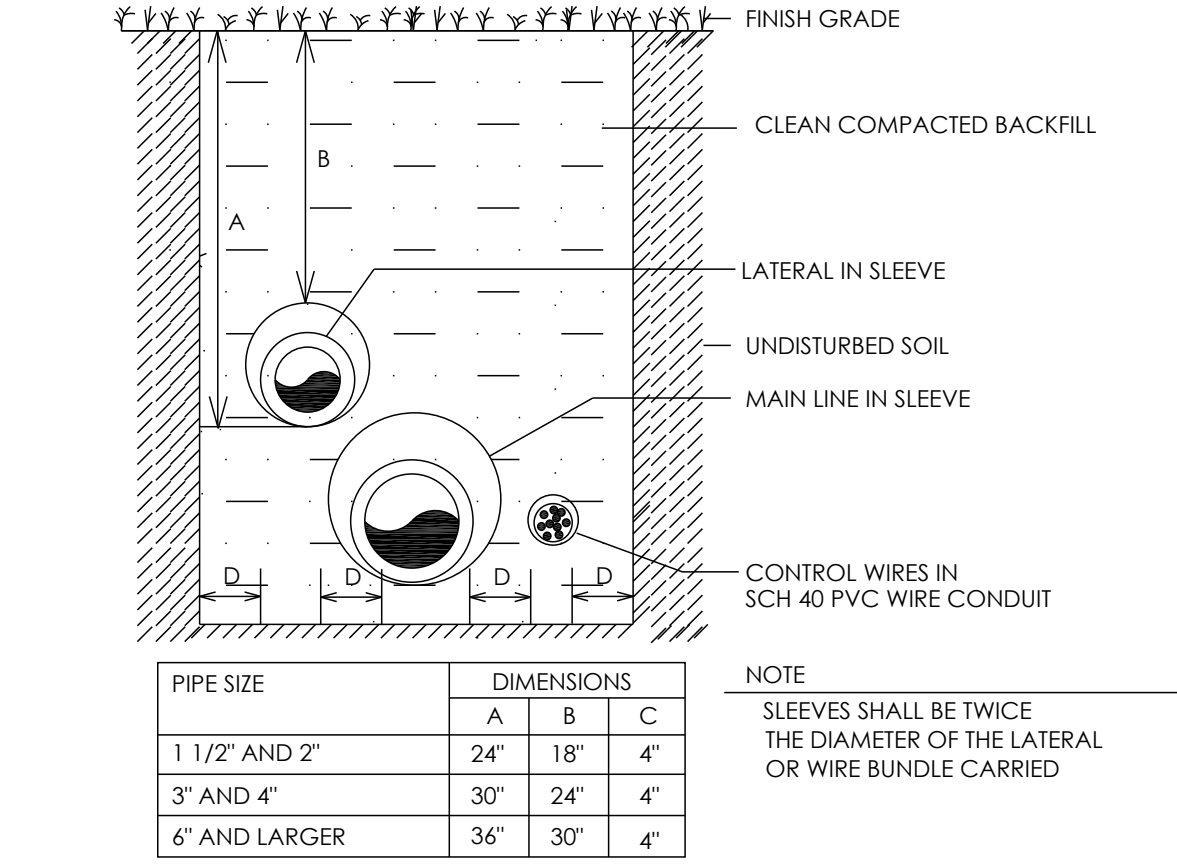 FINISH GRADE
CLEAN COMPACTED BACKFILL
B
A
LATERAL IN SLEEVE
UNDISTURBED SOIL
MAIN LINE IN SLEEVE
D D D D
CONTROL WIRES IN
SCH 40 PVC WIRE CONDUIT
PIPE SIZE DIMENSIONS
A B C
1 1/2" AND 2" 24" 18" 4"
3" AND 4" 30" 24" 4"
6" AND LARGER 36" 30" 4"
NOTE
SLEEVES SHALL BE TWICE
THE DIAMETER OF THE LATERAL
OR WIRE BUNDLE CARRIED